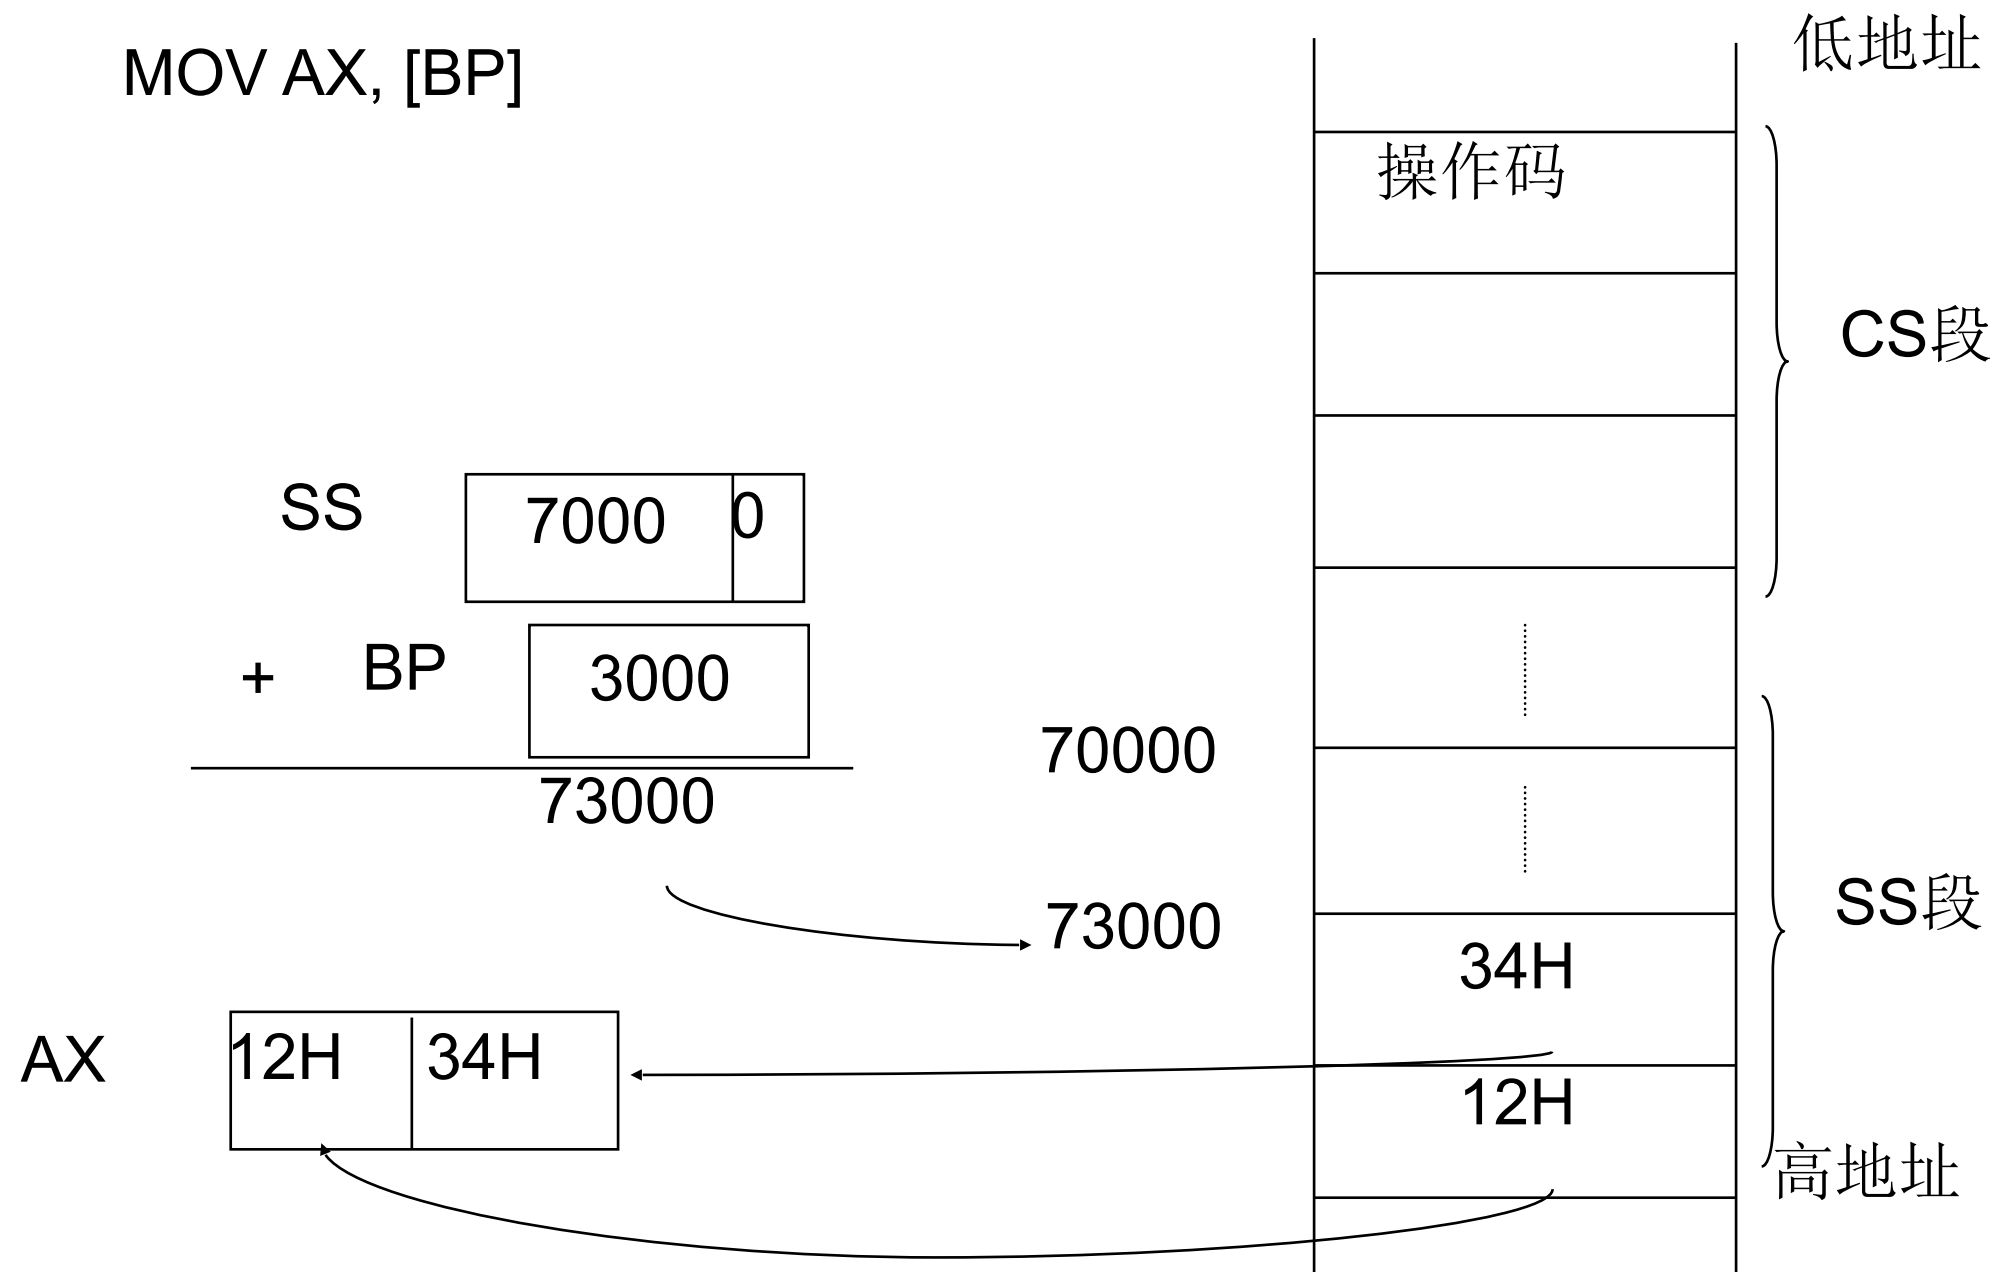 MOV AX, [BP]
低地址
操作码
CS段
SS 7000 0
+ BP 3000
73000
70000
73000
SS段
34H
AX 12H 34H
12H
高地址